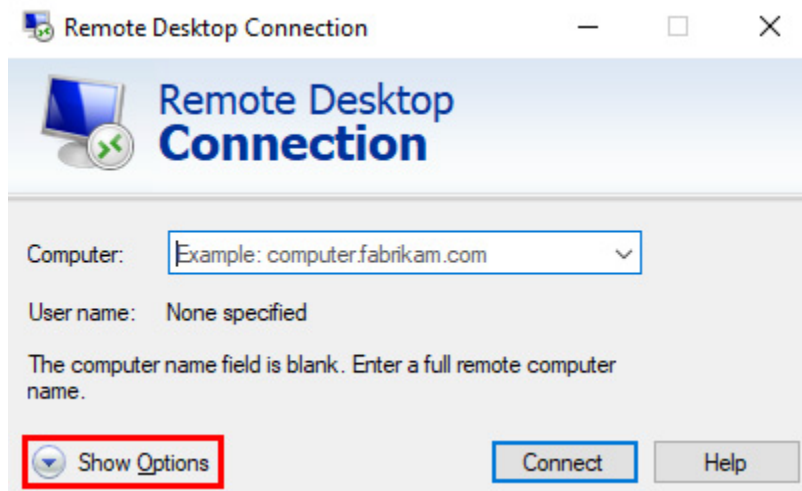 Remote Desktop Connection
Remote Desktop
Connection
Computer: Example: computer.fabrikam.com
User name: None specified
The computer name field is blank. Enter a full remote computer
name.
Show Options Connect Help